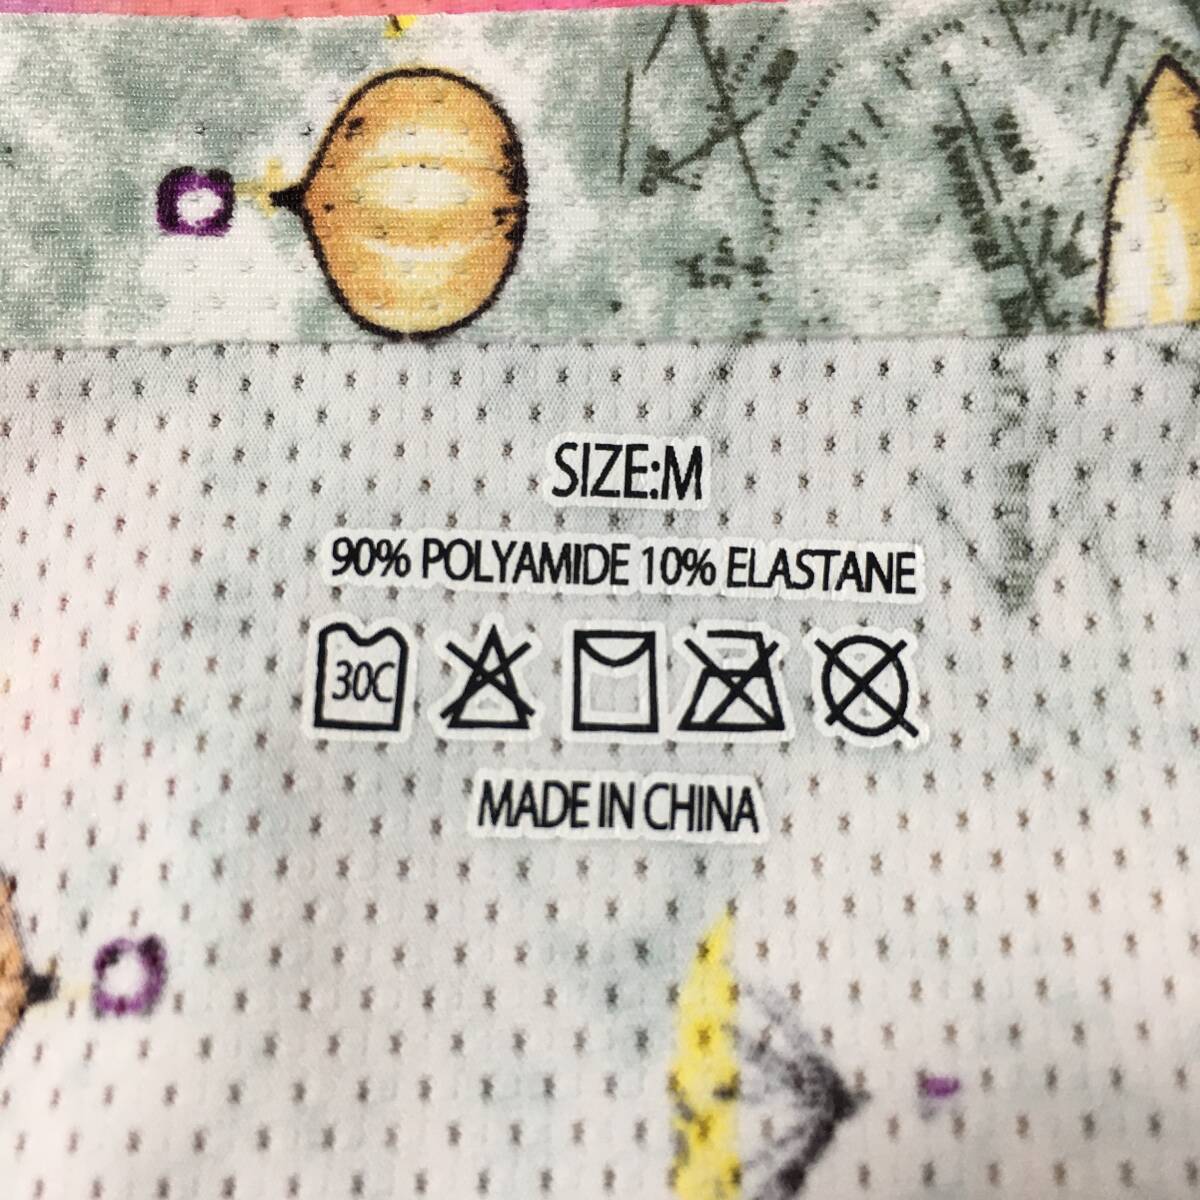 SIZE:M
90% POLYAMIDE 10% ELASTANE
30C
MADE IN CHINA